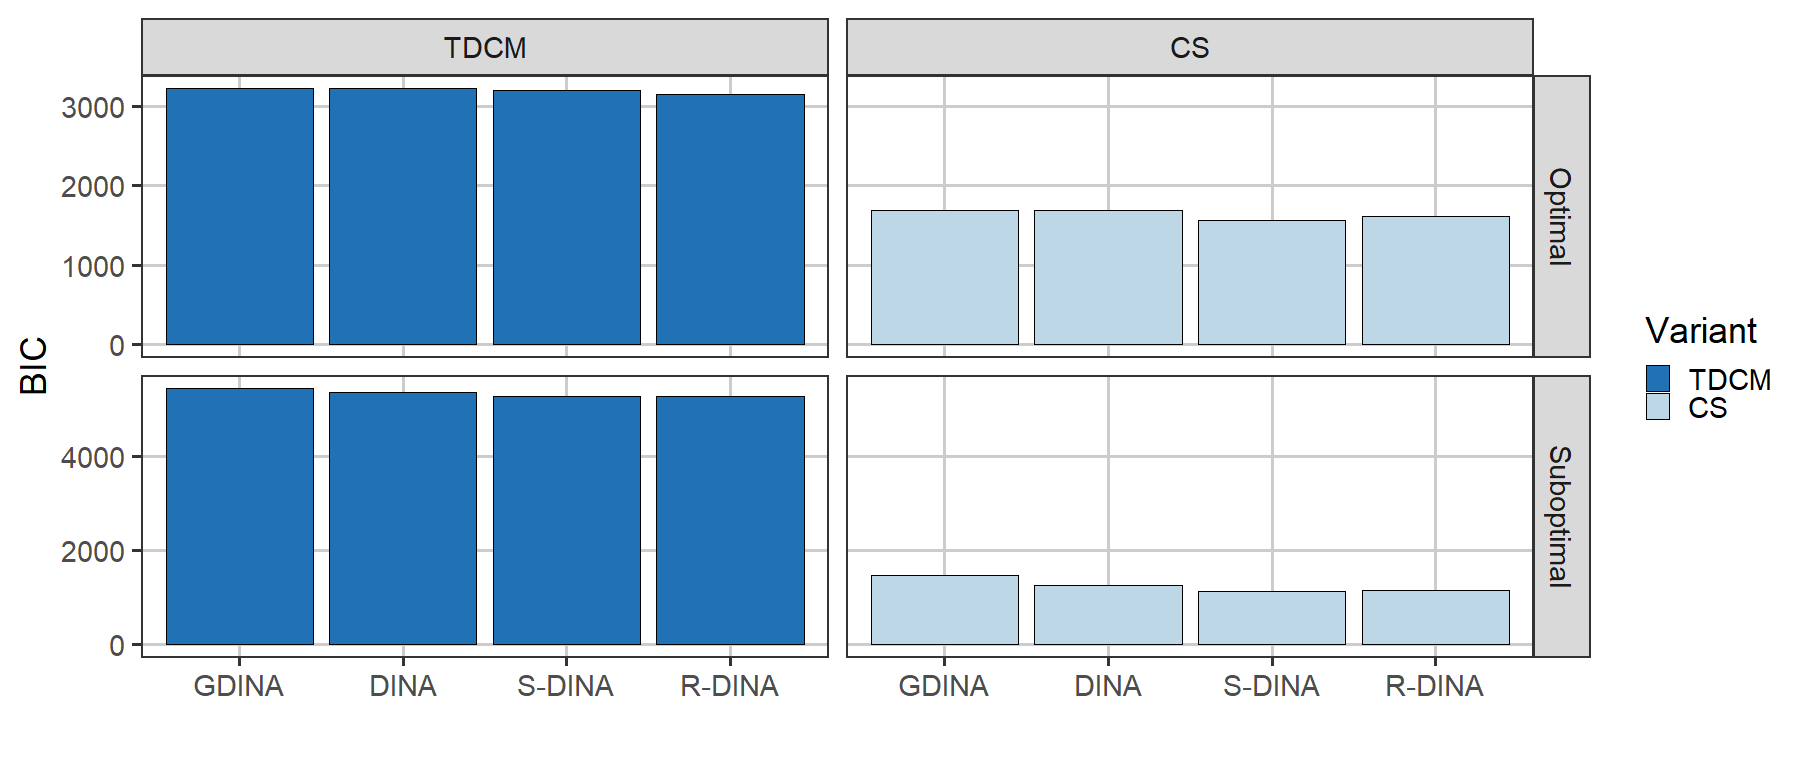 TDCM
CS
3000
2000
1000
0
Optimal
BIC
4000
2000
0
Suboptimal
GDINA
DINA
S-DINA
R-DINA
GDINA
DINA
S-DINA
R-DINA
Variant
TDCM
CS